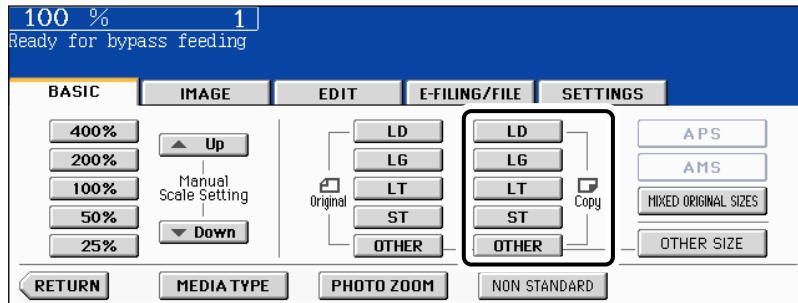 100 % 1
Ready for bypass feeding
BASIC IMAGE EDIT E-FILING/FILE SETTINGS
400% Up LD LD APS
200% LG LG AMS
100% Manual Scale Setting Original LT LT Copy MIXED ORIGINAL SIZES
50% Down ST ST
25% OTHER OTHER OTHER SIZE
RETURN MEDIA TYPE PHOTO ZOOM NON STANDARD